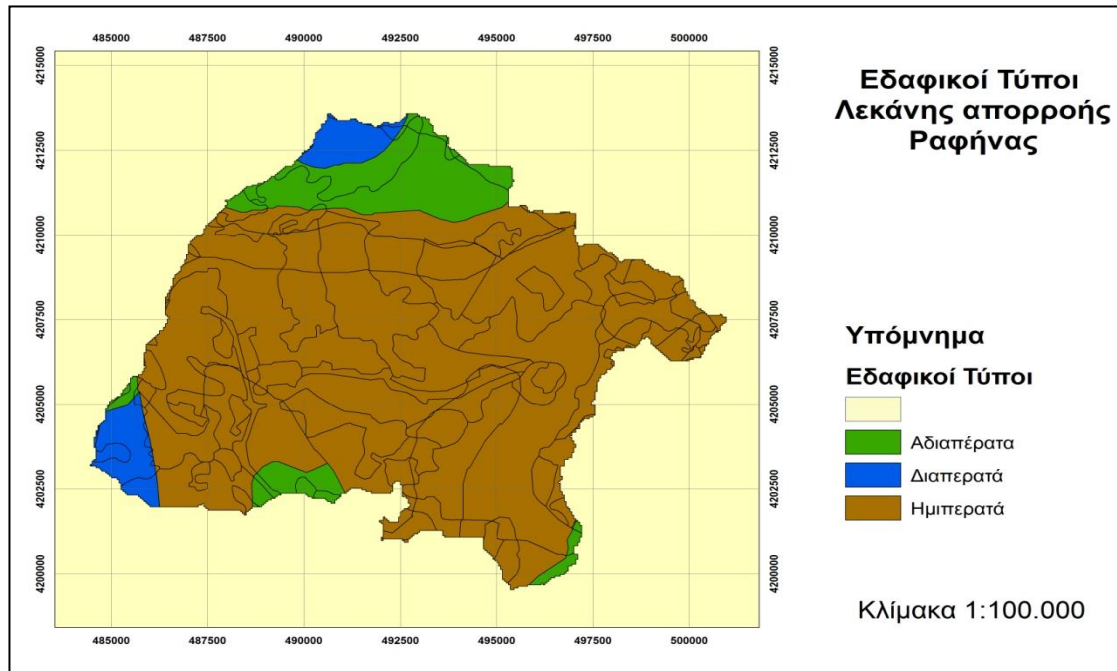 485000 487500 490000 492500 495000 497500 500000
4215000 4215000
4212500 4212500
4210000 4210000
4207500 4207500
4205000 4205000
4202500 4202500
4200000 4200000
485000 487500 490000 492500 495000 497500 500000
Εδαφικοί Τύποι
Λεκάνης απορροής
Ραφήνας
Υπόμνημα
Εδαφικοί Τύποι
Αδιαπέρατα
Διαπερατά
Ημιπερατά
Κλίμακα 1:100.000